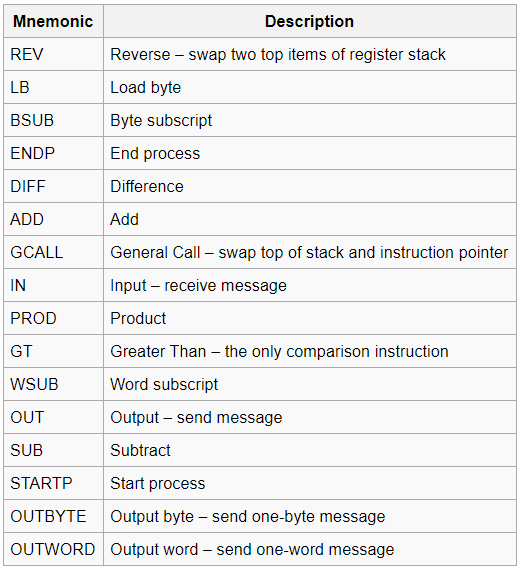 Mnemonic Description
REV Reverse – swap two top items of register stack
LB Load byte
BSUB Byte subscript
ENDP End process
DIFF Difference
ADD Add
GCALL General Call – swap top of stack and instruction pointer
IN Input – receive message
PROD Product
GT Greater Than – the only comparison instruction
WSUB Word subscript
OUT Output – send message
SUB Subtract
STARTP Start process
OUTBYTE Output byte – send one-byte message
OUTWORD Output word – send one-word message